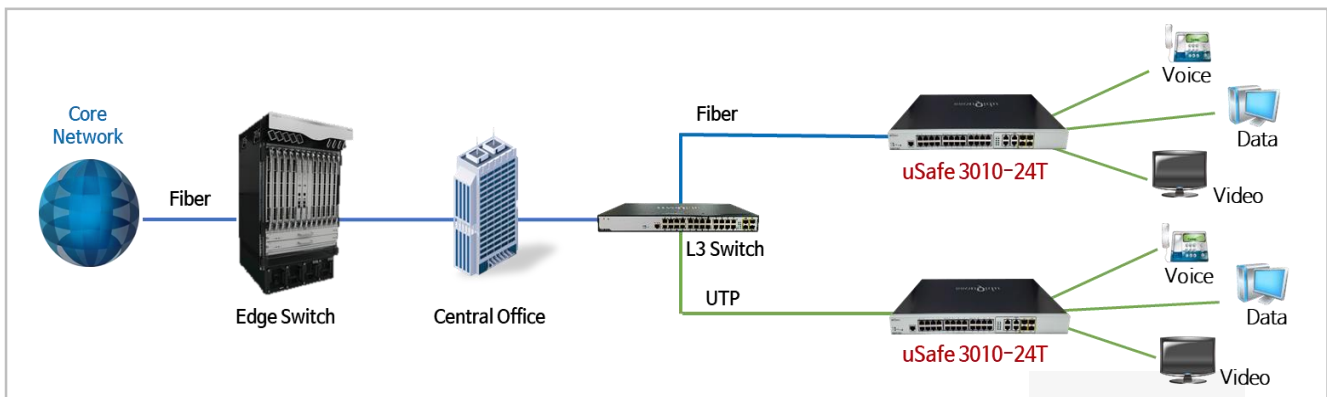 Core
Network
Fiber
Edge Switch
Central Office
L3 Switch
Fiber
UTP
uSafe 3010-24T
Voice
Data
Video
uSafe 3010-24T
Voice
Data
Video